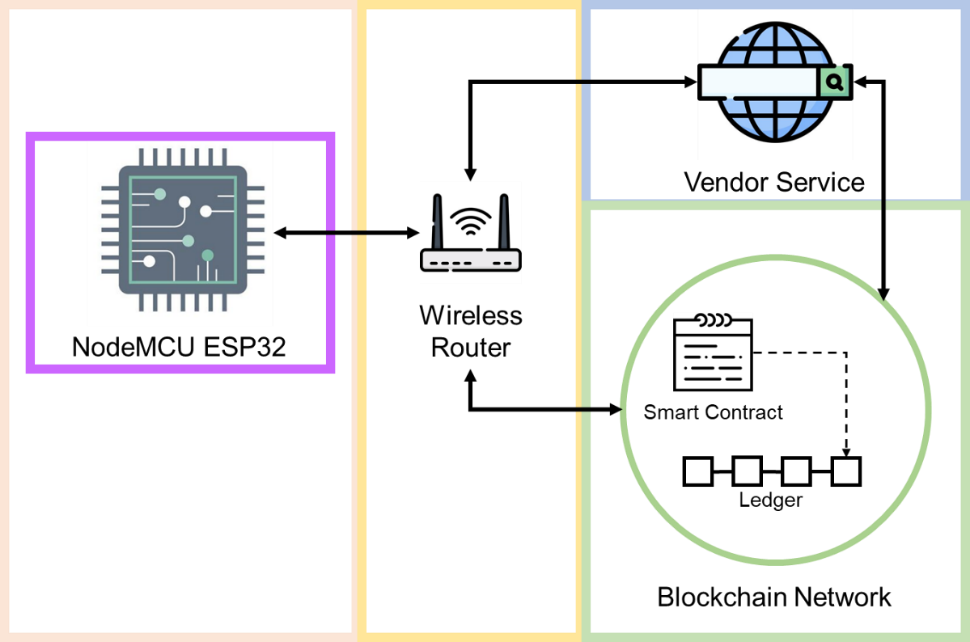 Vendor Service
NodeMCU ESP32
Wireless
Router
Smart Contract
Ledger
Blockchain Network